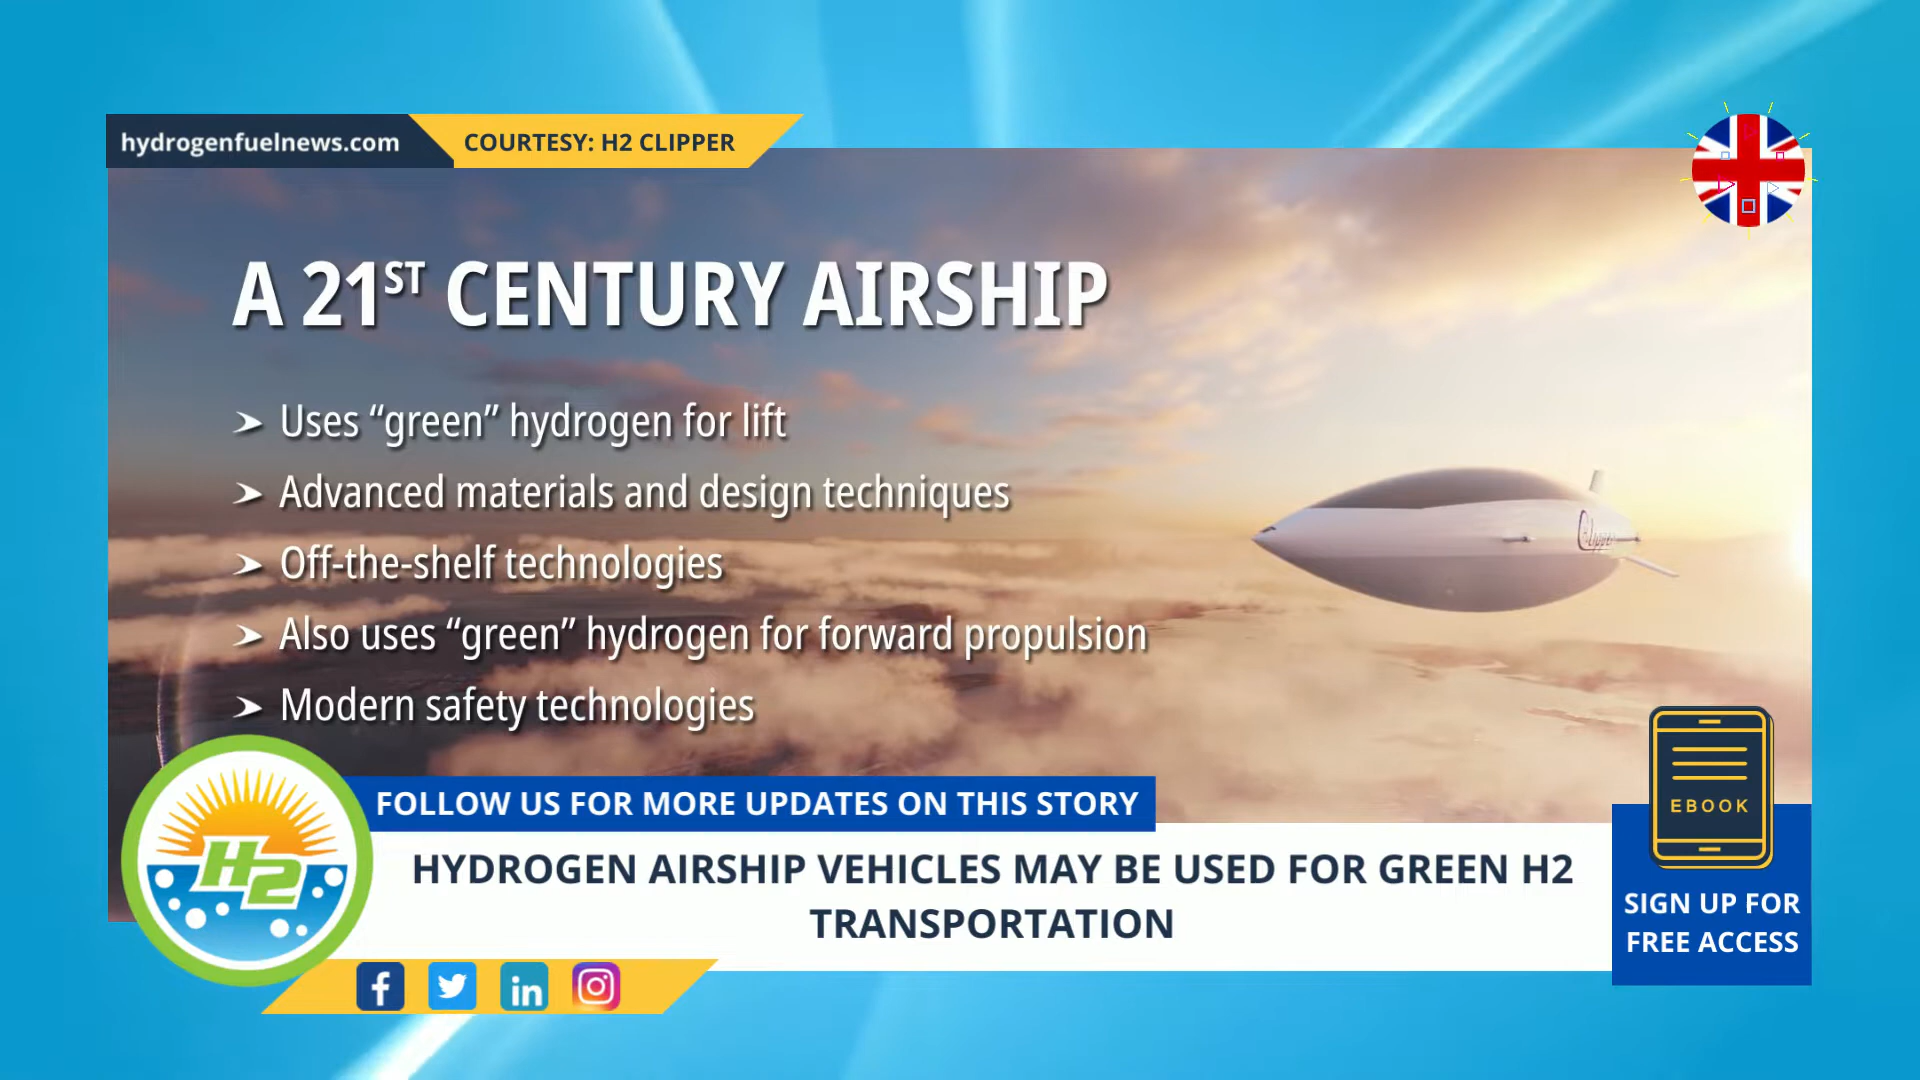 hydrogenfuelnews.com
COURTESY: H2 CLIPPER
A 21ST CENTURY AIRSHIP
➢ Uses “green” hydrogen for lift
➢ Advanced materials and design techniques
➢ Off-the-shelf technologies
➢ Also uses “green” hydrogen for forward propulsion
➢ Modern safety technologies
Clipper
H2
FOLLOW US FOR MORE UPDATES ON THIS STORY
HYDROGEN AIRSHIP VEHICLES MAY BE USED FOR GREEN H2
TRANSPORTATION
EBOOK
SIGN UP FOR
FREE ACCESS